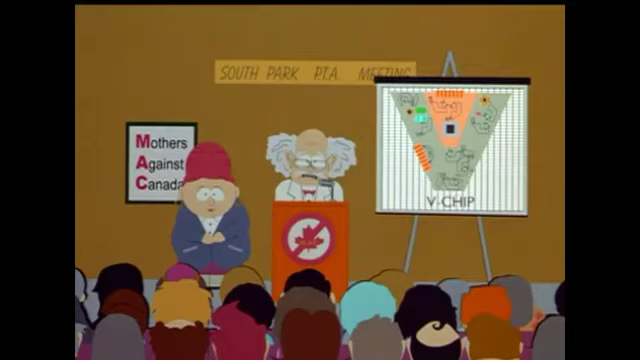 SOUTH PARK P.T.A. MEETING
Mothers
Against
Canada
V-CHIP